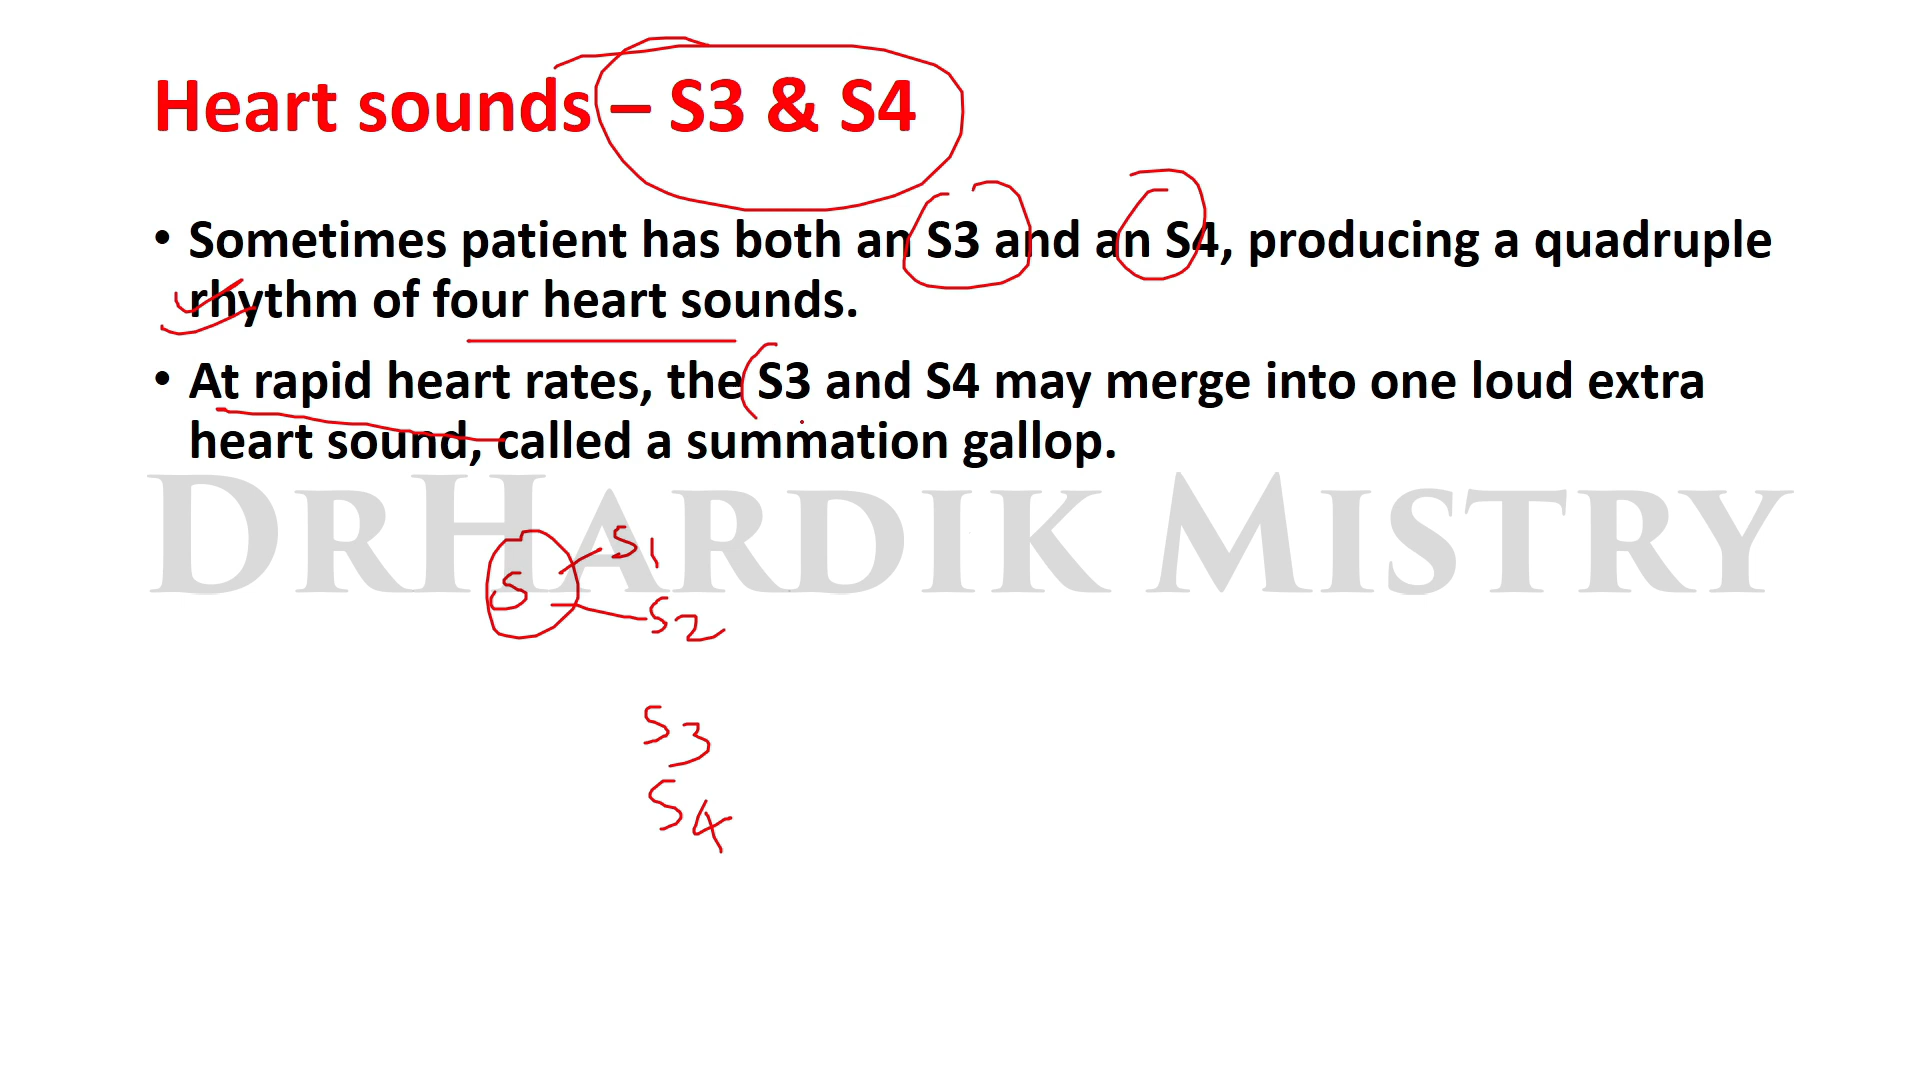 Heart sounds – S3 & S4
• Sometimes patient has both an S3 and an S4, producing a quadruple
rhythm of four heart sounds.
• At rapid heart rates, the S3 and S4 may merge into one loud extra
heart sound, called a summation gallop.
DrHardik Mistry
S1
S
S2
S3
S4